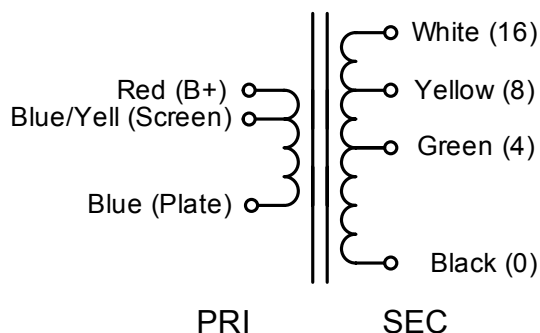 White (16)
Red (B+)
Yellow (8)
Blue/Yell (Screen)
Green (4)
Blue (Plate)
Black (0)
PRI
SEC